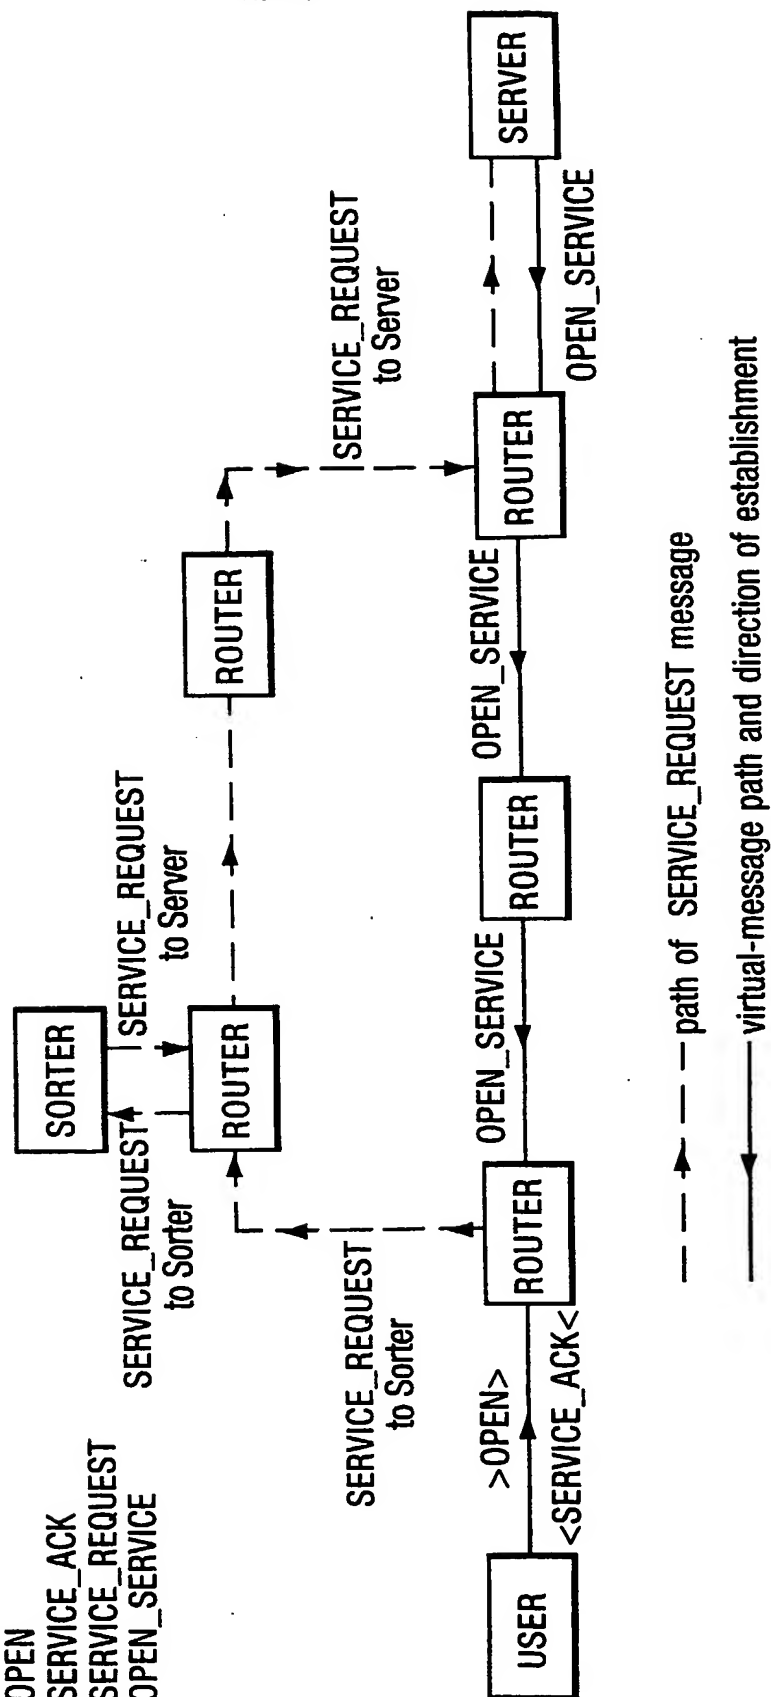 OPEN
SERVICE_ACK
SERVICE_REQUEST
OPEN_SERVICE
SORTER
SERVICE_REQUEST
to Sorter
SERVICE_REQUEST
to Server
ROUTER
ROUTER
SERVICE_REQUEST
to Sorter
SERVICE_REQUEST
to Server
USER
>OPEN>
<SERVICE_ACK<
ROUTER
OPEN_SERVICE
ROUTER
OPEN_SERVICE
ROUTER
OPEN_SERVICE
SERVER
path of SERVICE_REQUEST message
virtual-message path and direction of establishment